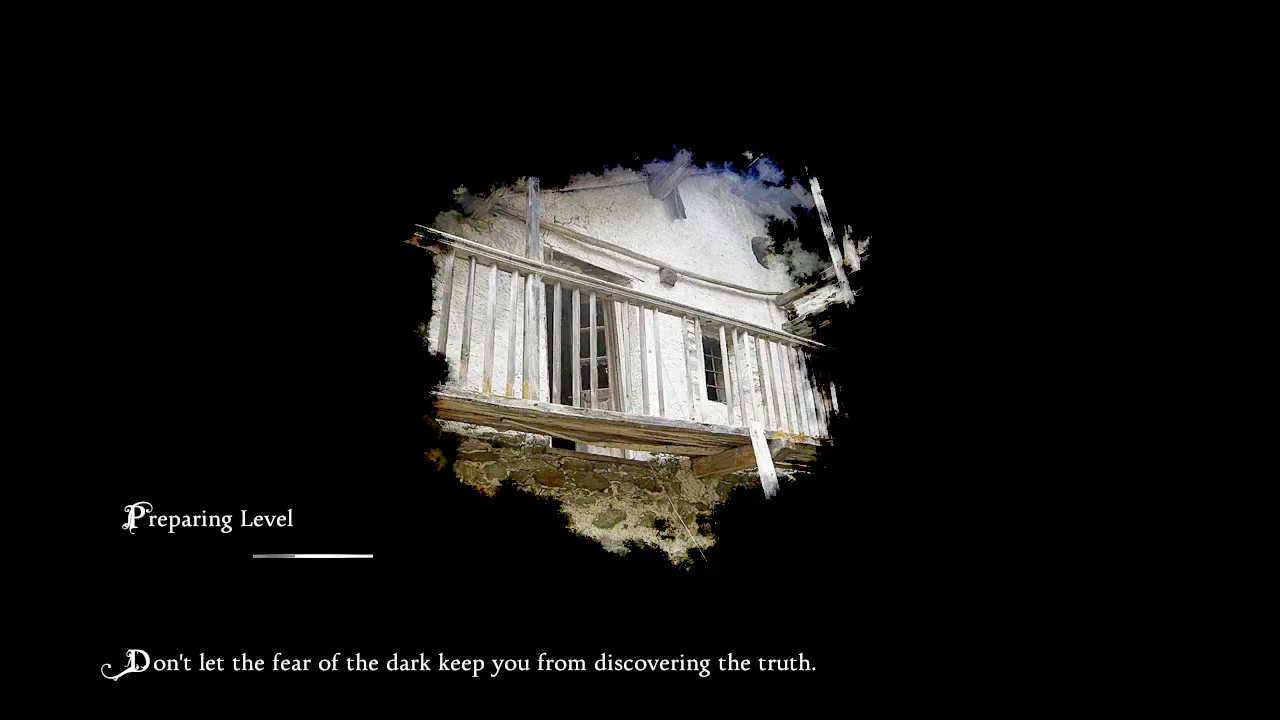 Preparing Level
Don't let the fear of the dark keep you from discovering the truth.